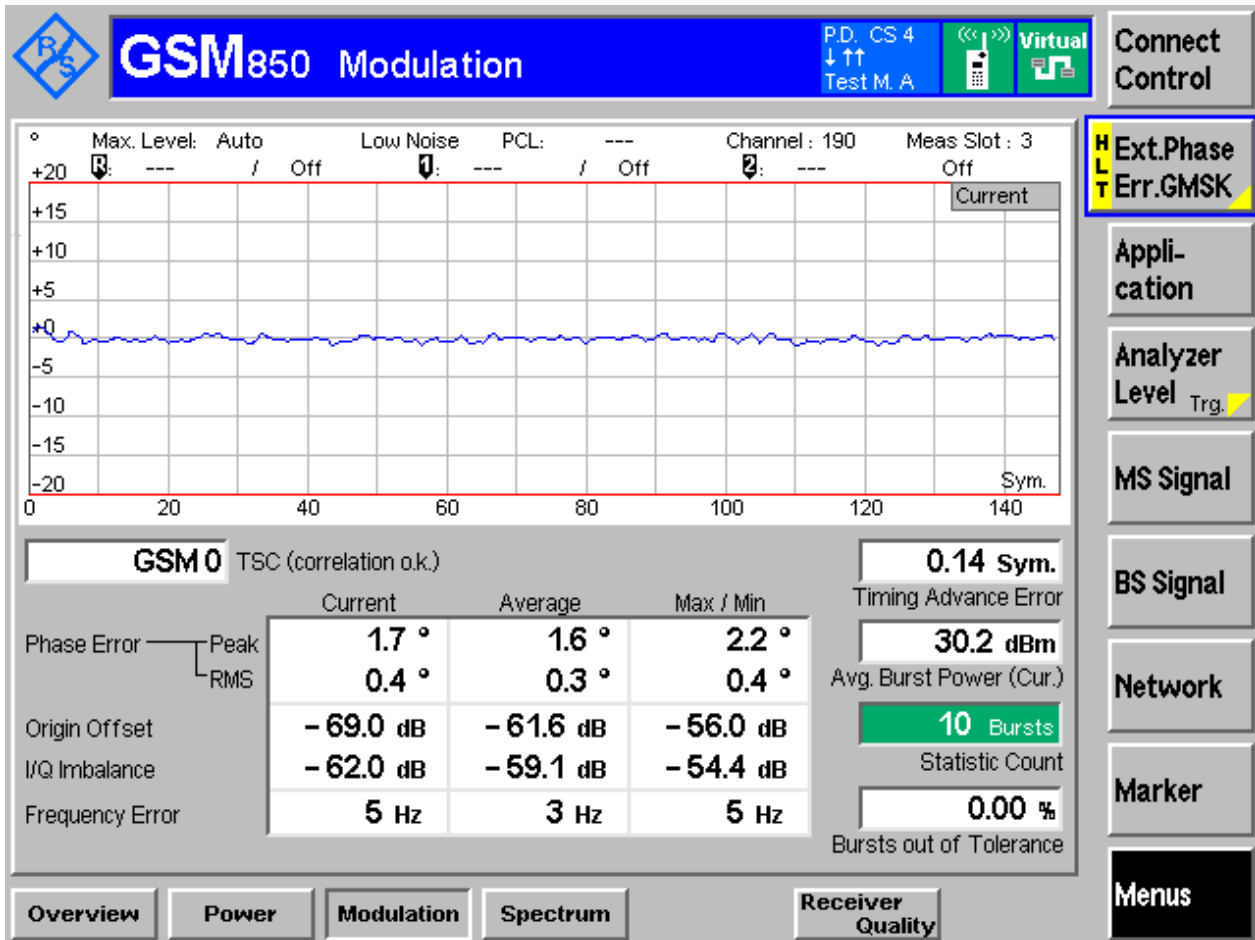 R/S GSM850 Modulation
P.D. CS 4
Test M. A
Virtual
Connect Control
° Max. Level: Auto Low Noise PCL: --- Channel : 190 Meas Slot : 3
R: --- / Off 1: --- / Off 2: --- Off
Current
+20
+15
+10
+5
+0
-5
-10
-15
-20
Sym.
0 20 40 60 80 100 120 140
GSM 0 TSC (correlation o.k.)
Current Average Max / Min
Phase Error Peak 1.7 ° 1.6 ° 2.2 °
RMS 0.4 ° 0.3 ° 0.4 °
Origin Offset – 69.0 dB – 61.6 dB – 56.0 dB
I/Q Imbalance – 62.0 dB – 59.1 dB – 54.4 dB
Frequency Error 5 Hz 3 Hz 5 Hz
0.14 Sym.
Timing Advance Error
30.2 dBm
Avg. Burst Power (Cur.)
10 Bursts
Statistic Count
0.00 %
Bursts out of Tolerance
HLT
Ext.Phase
Err.GMSK
Appli-
cation
Analyzer
Level Trg.
MS Signal
BS Signal
Network
Marker
Menus
Overview Power Modulation Spectrum Receiver Quality